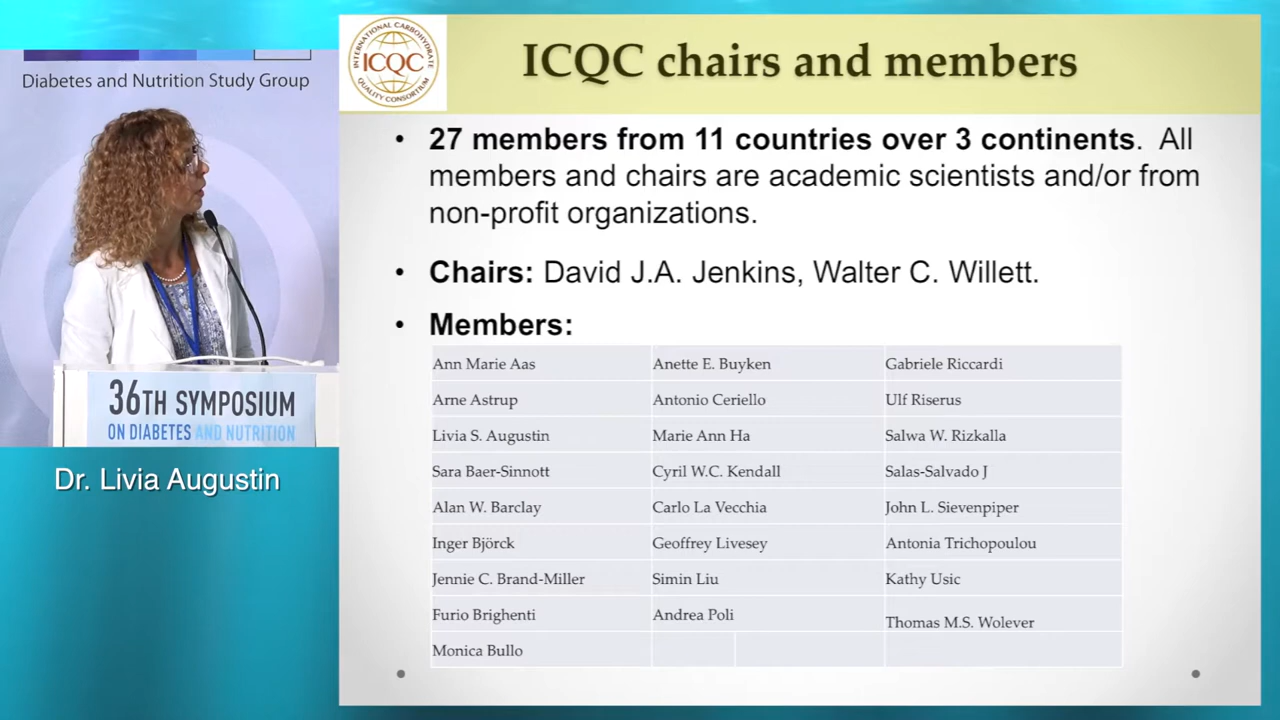 Diabetes and Nutrition Study Group
36TH SYMPOSIUM
ON DIABETES AND NUTRITION
Dr. Livia Augustin
INTERNATIONAL CARBOHYDRATE
ICQC
QUALITY CONSORTIUM
ICQC chairs and members
• 27 members from 11 countries over 3 continents. All
members and chairs are academic scientists and/or from
non-profit organizations.
• Chairs: David J.A. Jenkins, Walter C. Willett.
• Members:
Ann Marie Aas Anette E. Buyken Gabriele Riccardi
Arne Astrup Antonio Ceriello Ulf Riserus
Livia S. Augustin Marie Ann Ha Salwa W. Rizkalla
Sara Baer-Sinnott Cyril W.C. Kendall Salas-Salvado J
Alan W. Barclay Carlo La Vecchia John L. Sievenpiper
Inger Björck Geoffrey Livesey Antonia Trichopoulou
Jennie C. Brand-Miller Simin Liu Kathy Usic
Furio Brighenti Andrea Poli Thomas M.S. Wolever
Monica Bullo